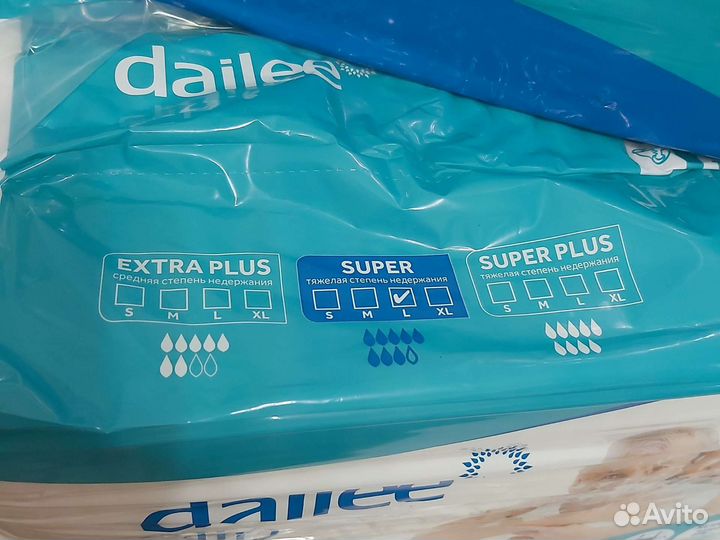 dailee
EXTRA PLUS
средняя степень недержания
S M L XL
SUPER
тяжелая степень недержания
S M L XL
SUPER PLUS
тяжелая степень недержания
S M L XL
dailee
Avito